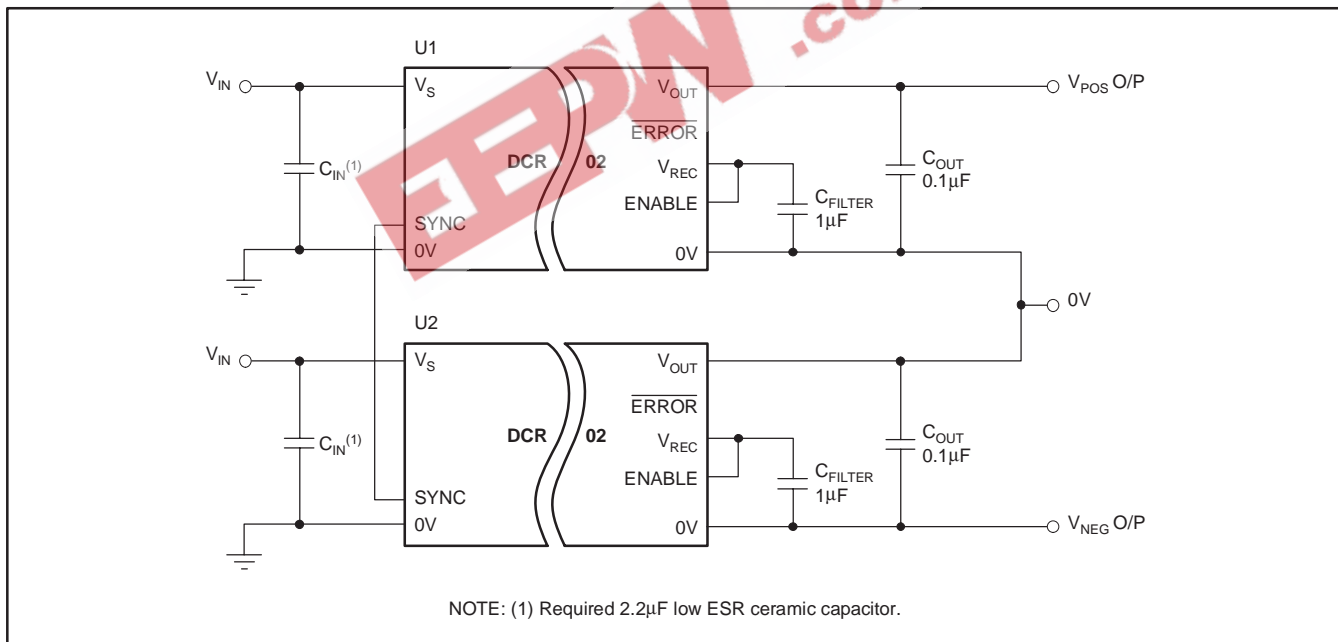 EEPW.com
U1
V_IN
V_S
V_OUT
V_POS O/P
ERROR
C_IN(1)
DCR 02
V_REC
C_OUT
0.1μF
ENABLE
C_FILTER
1μF
SYNC
0V
0V
0V
U2
V_IN
V_S
V_OUT
ERROR
C_IN(1)
DCR 02
V_REC
C_OUT
0.1μF
ENABLE
C_FILTER
1μF
SYNC
0V
0V
V_NEG O/P
NOTE: (1) Required 2.2μF low ESR ceramic capacitor.